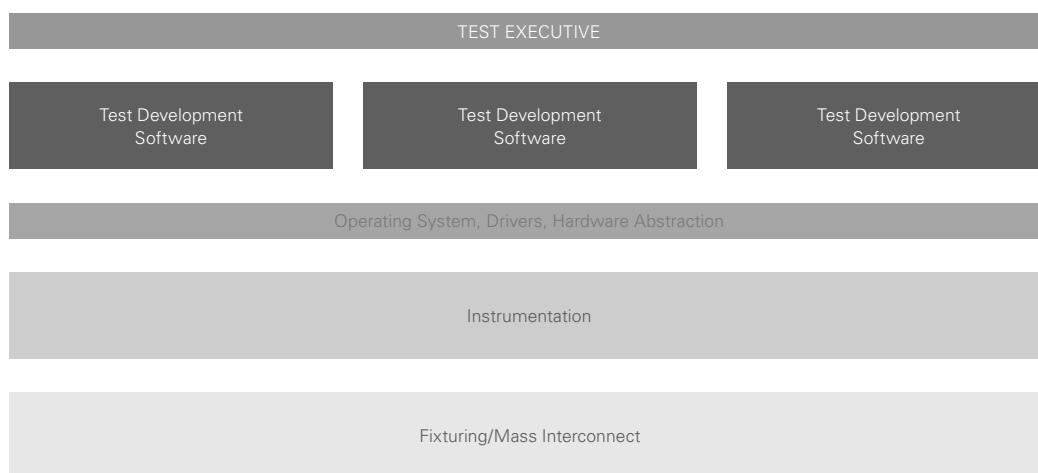 TEST EXECUTIVE
Test Development
Software
Test Development
Software
Test Development
Software
Operating System, Drivers, Hardware Abstraction
Instrumentation
Fixturing/Mass Interconnect